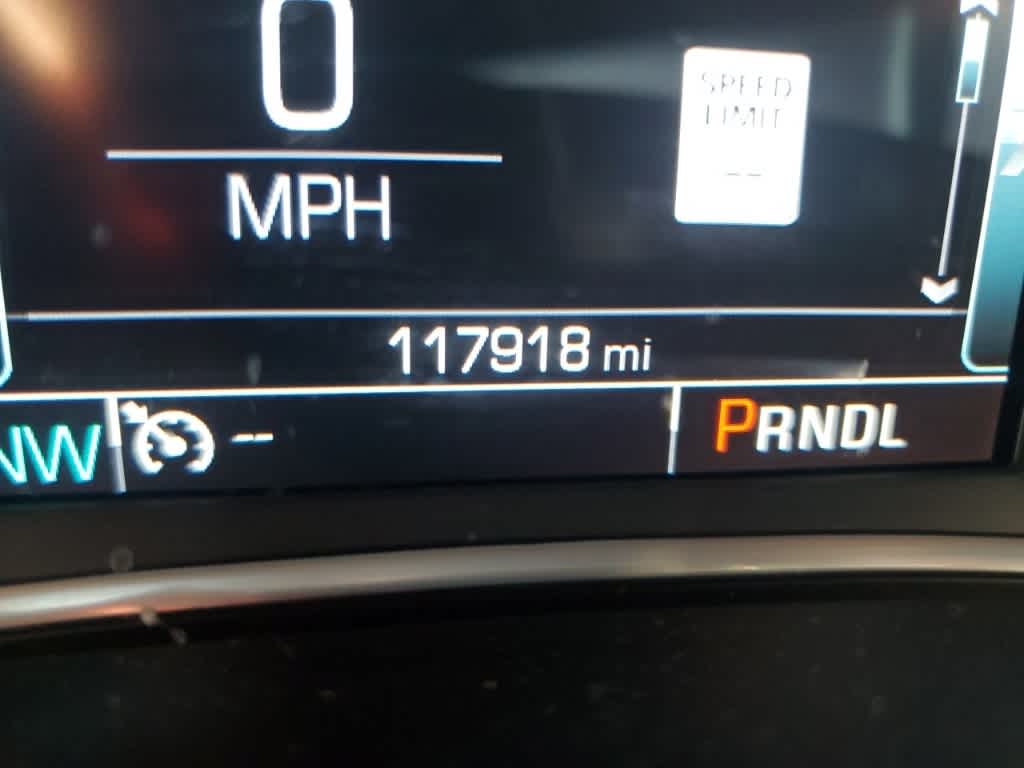 0
SPEED
LIMIT
--
MPH
117918 mi
NW
--
PRNDL